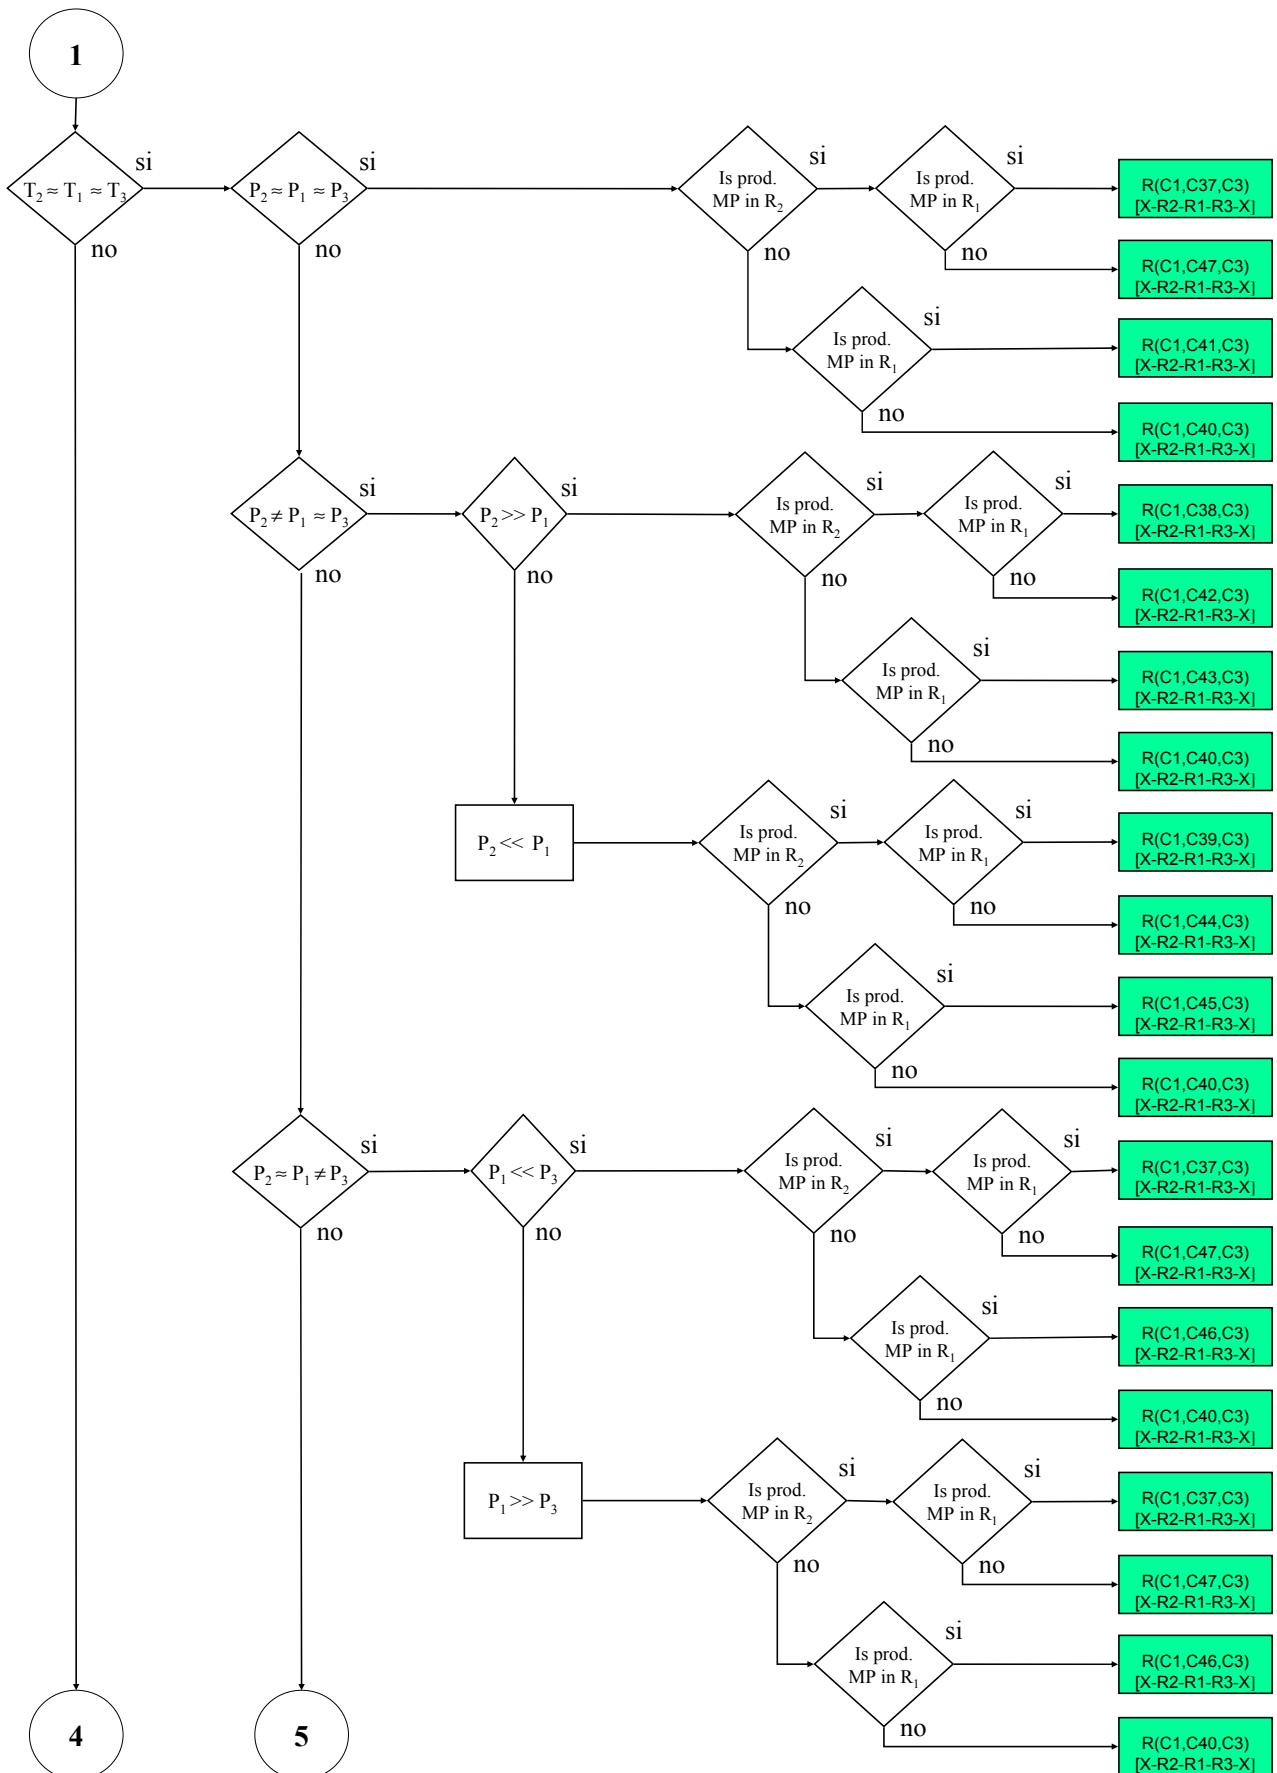 1
T₂ ≈ T₁ ≈ T₃
si
no
P₂ ≈ P₁ ≈ P₃
si
no
Is prod.
MP in R₂
si
no
Is prod.
MP in R₁
si
no
R(C1,C37,C3)
[X-R2-R1-R3-X]
R(C1,C47,C3)
[X-R2-R1-R3-X]
Is prod.
MP in R₁
si
no
R(C1,C41,C3)
[X-R2-R1-R3-X]
R(C1,C40,C3)
[X-R2-R1-R3-X]
P₂ ≠ P₁ ≈ P₃
si
no
P₂ >> P₁
si
no
Is prod.
MP in R₂
si
no
Is prod.
MP in R₁
si
no
R(C1,C38,C3)
[X-R2-R1-R3-X]
R(C1,C42,C3)
[X-R2-R1-R3-X]
Is prod.
MP in R₁
si
no
R(C1,C43,C3)
[X-R2-R1-R3-X]
R(C1,C40,C3)
[X-R2-R1-R3-X]
P₂ << P₁
Is prod.
MP in R₂
si
no
Is prod.
MP in R₁
si
no
R(C1,C39,C3)
[X-R2-R1-R3-X]
R(C1,C44,C3)
[X-R2-R1-R3-X]
Is prod.
MP in R₁
si
no
R(C1,C45,C3)
[X-R2-R1-R3-X]
R(C1,C40,C3)
[X-R2-R1-R3-X]
P₂ ≈ P₁ ≠ P₃
si
no
P₁ << P₃
si
no
Is prod.
MP in R₂
si
no
Is prod.
MP in R₁
si
no
R(C1,C37,C3)
[X-R2-R1-R3-X]
R(C1,C47,C3)
[X-R2-R1-R3-X]
Is prod.
MP in R₁
si
no
R(C1,C46,C3)
[X-R2-R1-R3-X]
R(C1,C40,C3)
[X-R2-R1-R3-X]
P₁ >> P₃
Is prod.
MP in R₂
si
no
Is prod.
MP in R₁
si
no
R(C1,C37,C3)
[X-R2-R1-R3-X]
R(C1,C47,C3)
[X-R2-R1-R3-X]
Is prod.
MP in R₁
si
no
R(C1,C46,C3)
[X-R2-R1-R3-X]
R(C1,C40,C3)
[X-R2-R1-R3-X]
4
5